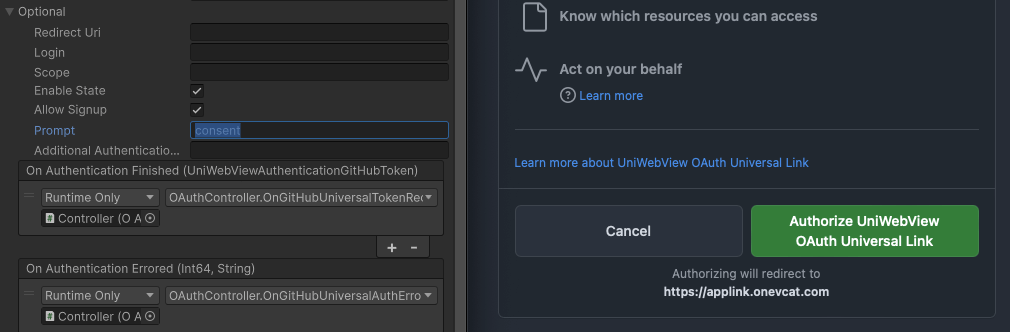 Optional
Redirect Uri
Login
Scope
Enable State
Allow Signup
Prompt
consent
Additional Authenticatio...
On Authentication Finished (UniWebViewAuthenticationGitHubToken)
Runtime Only
OAuthController.OnGitHubUniversalTokenRec
Controller (O A
+ -
On Authentication Errored (Int64, String)
Runtime Only
OAuthController.OnGitHubUniversalAuthErro
Controller (O A
Know which resources you can access
Act on your behalf
? Learn more
Learn more about UniWebView OAuth Universal Link
Cancel
Authorize UniWebView
OAuth Universal Link
Authorizing will redirect to
https://applink.onevcat.com